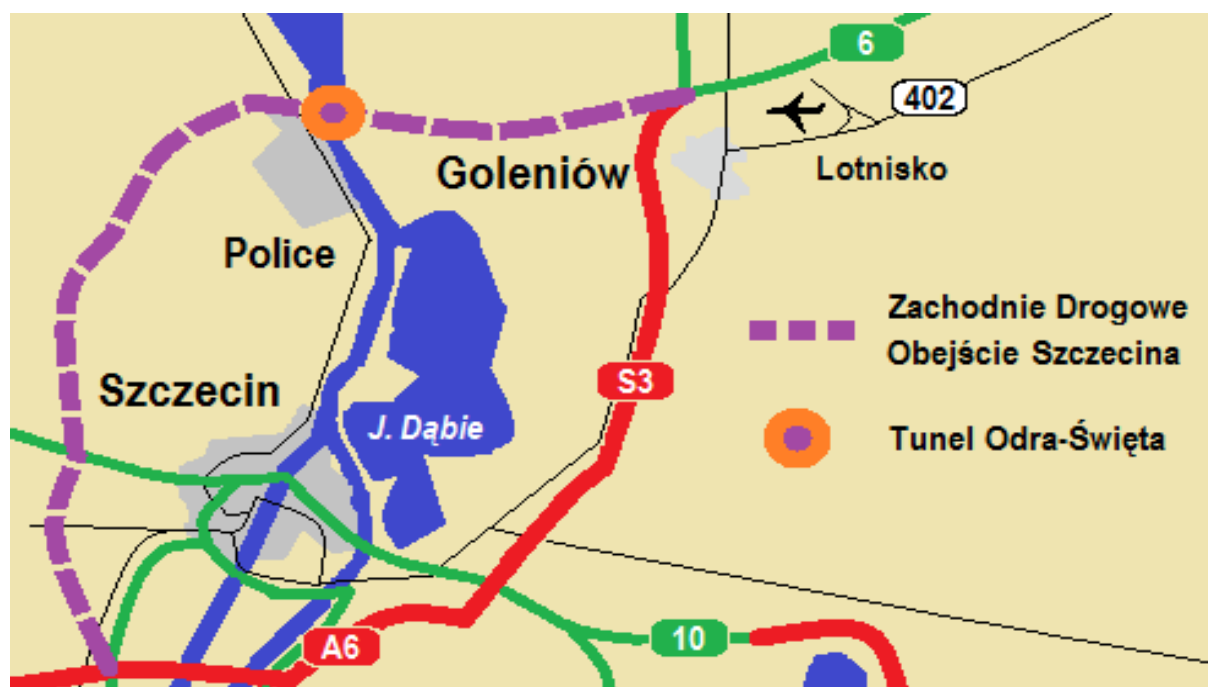 6
402
Goleniów
Lotnisko
Police
Zachodnie Drogowe
Obejście Szczecina
S3
Szczecin
J. Dąbie
Tunel Odra-Święta
A6
10